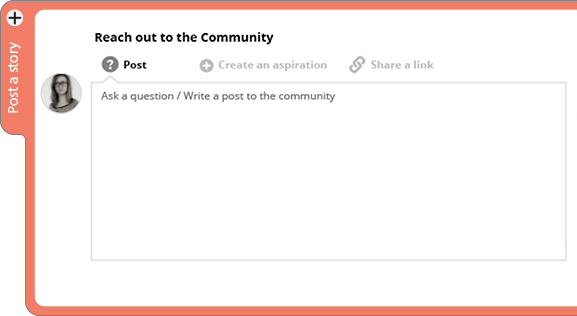 Post a story
Reach out to the Community
Post
Create an aspiration
Share a link
Ask a question / Write a post to the community